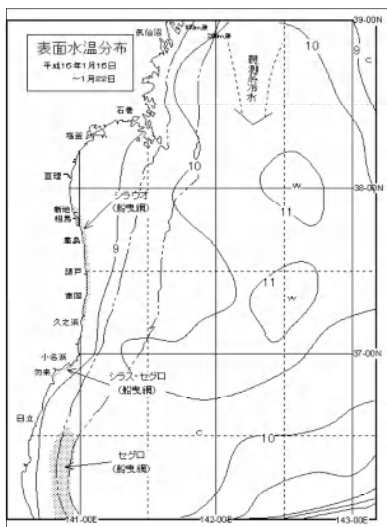 表面水温分布
平成16年1月16日
～1月22日
気仙沼
石巻
塩釜
亘理
新地
相馬
鹿島
請戸
富岡
久之浜
小名浜
勿来
日立
シラウオ
(船曳網)
シラス・セグロ
(船曳網)
セグロ
(船曳網)
親潮系冷水
39-00N
38-00N
37-00N
141-00E
142-00E
143-00E
10
9
C
10
9
11
W
11
W
C
10